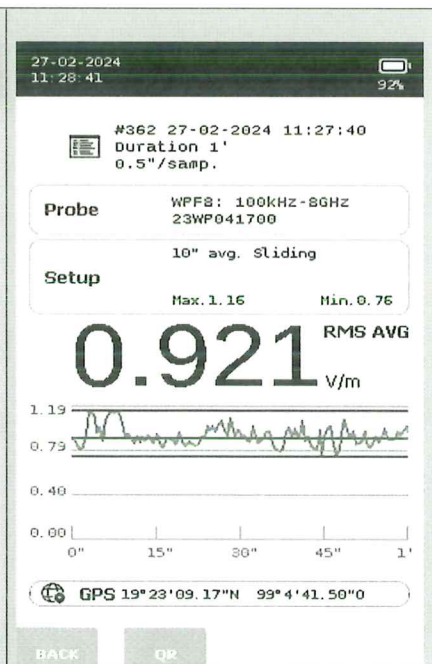 27-02-2024
11:28:41
92%
#362 27-02-2024 11:27:40
Duration 1'
0.5"/samp.
Probe
WPF8: 100kHz-8GHz
23WP041700
Setup
10" avg. Sliding
Max.1.16 Min.0.76
0.921 RMS AVG
V/m
1.19
0.79
0.40
0.00
0" 15" 30" 45" 1'
GPS 19°23'09.17"N 99°4'41.50"O
BACK QR